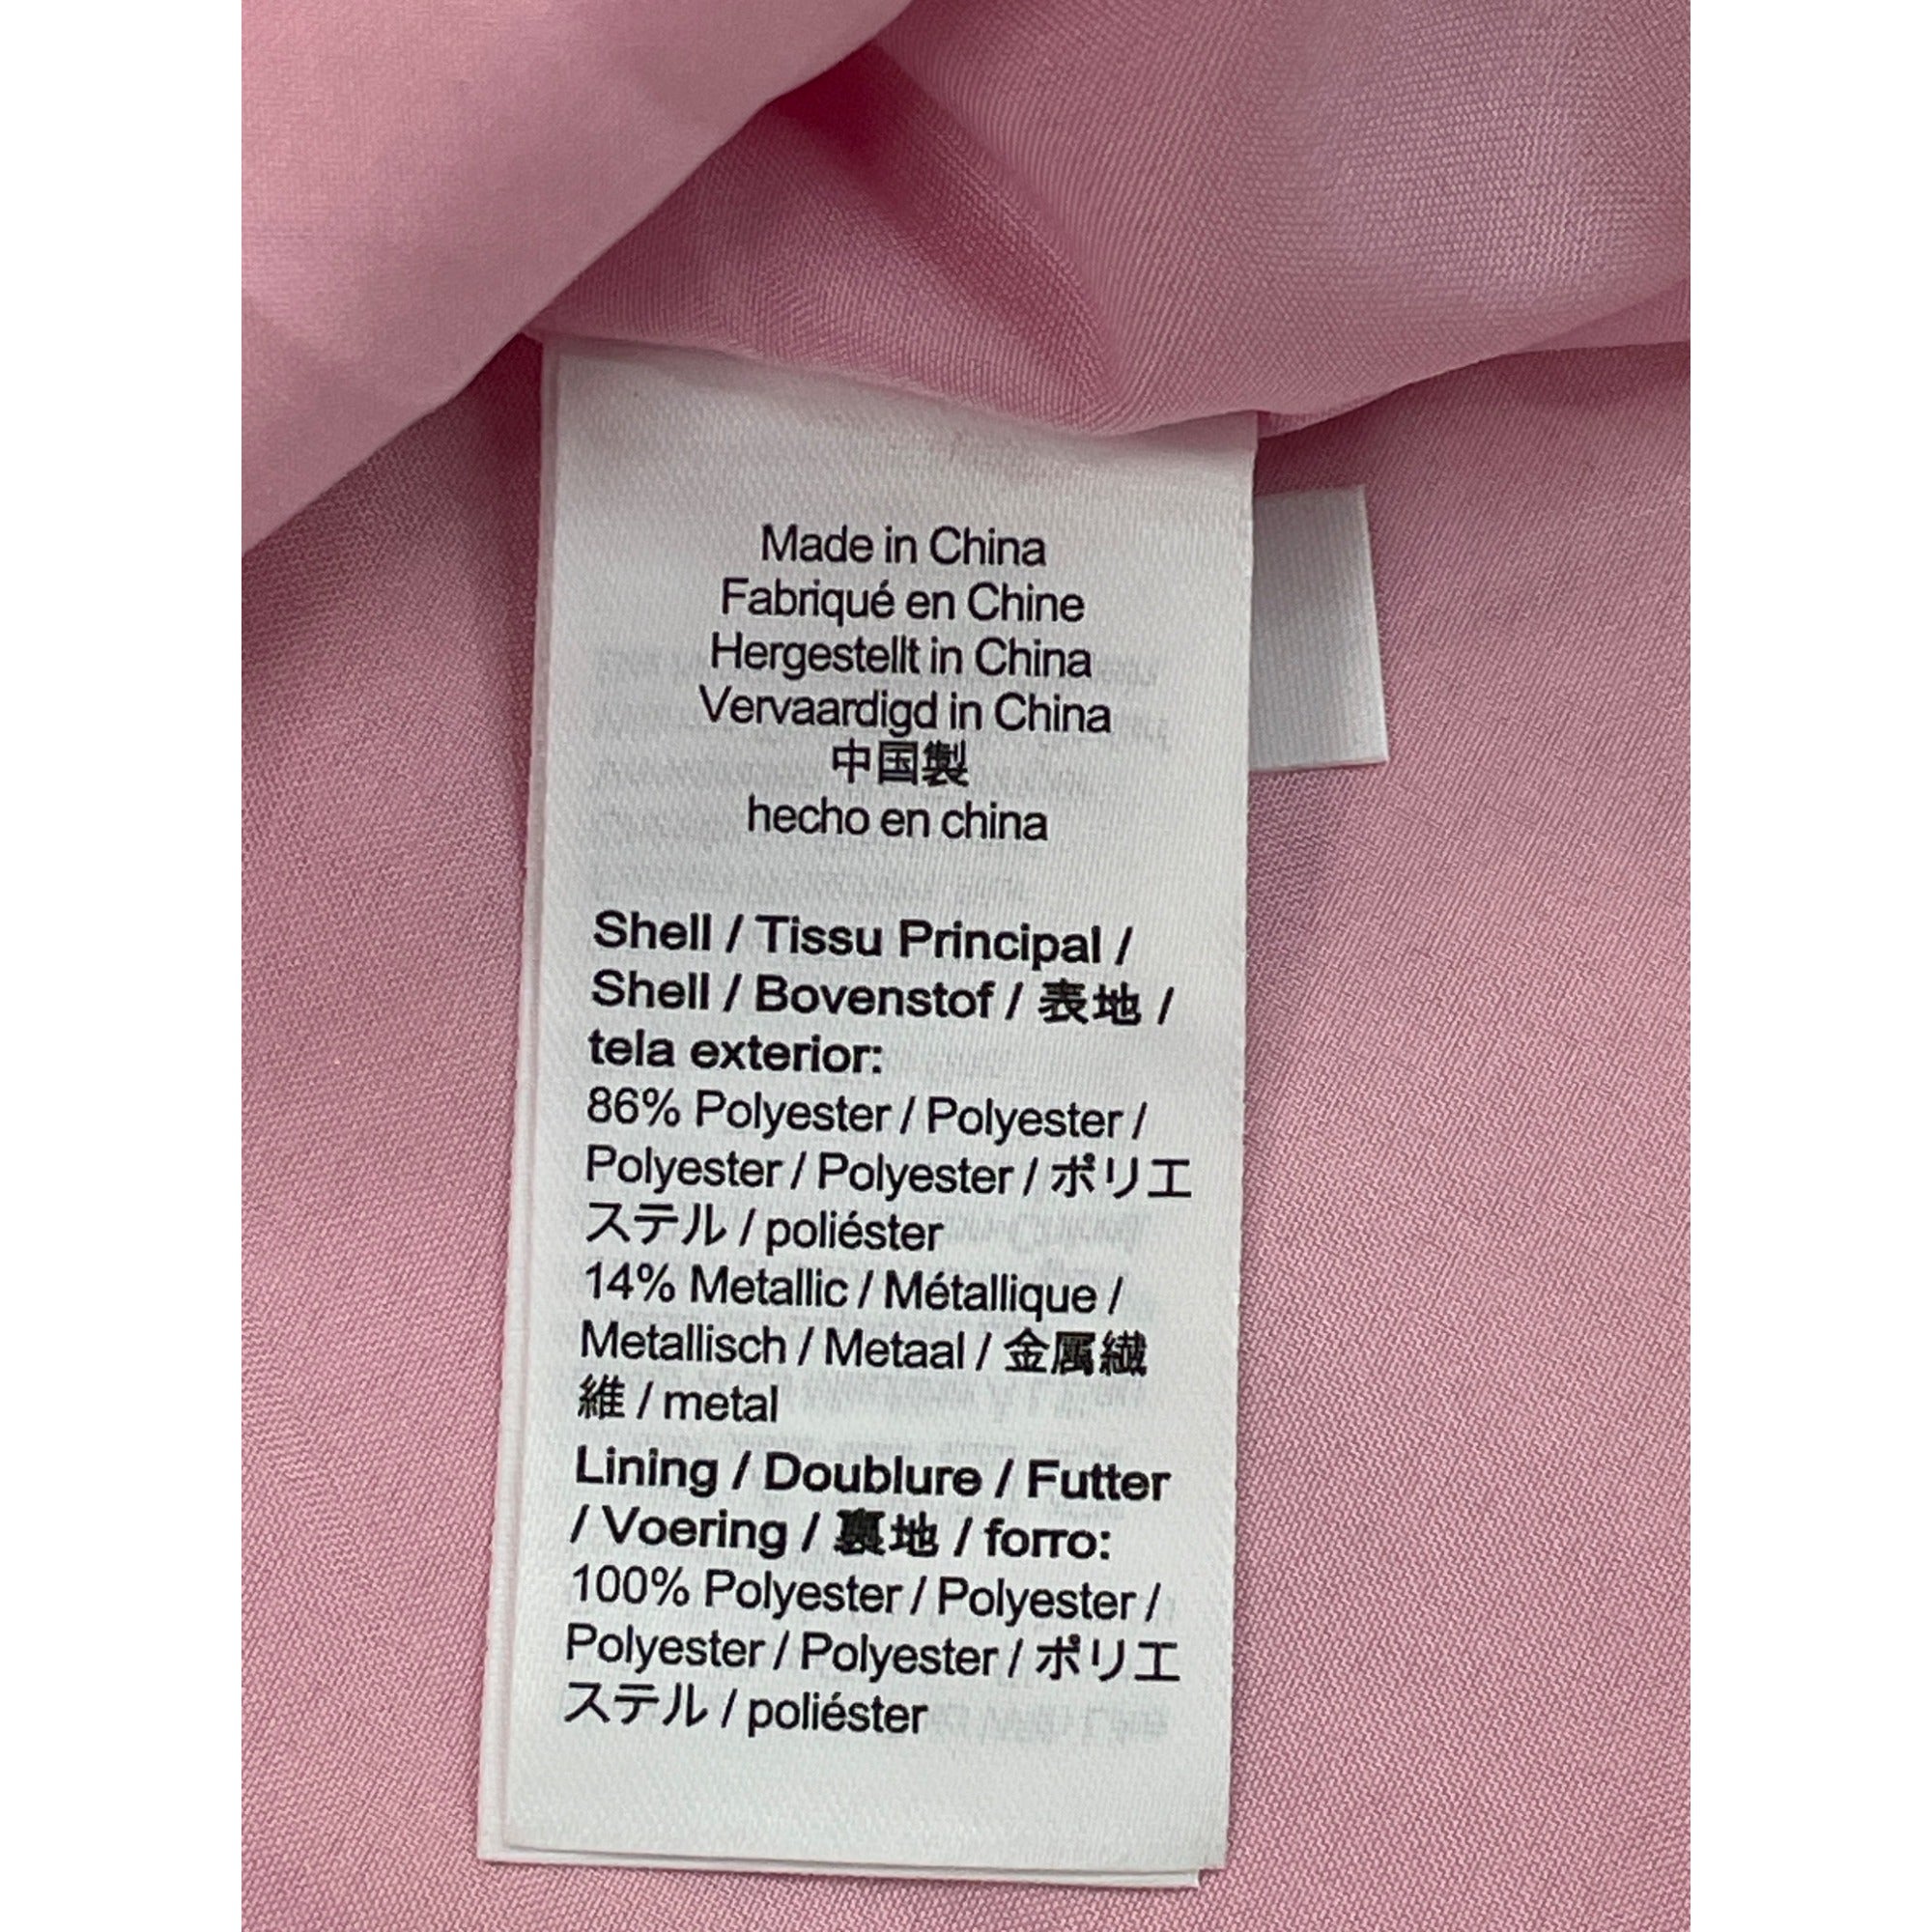 Made in China
Fabriqué en Chine
Hergestellt in China
Vervaardigd in China
中国製
hecho en china
Shell / Tissu Principal /
Shell / Bovenstof / 表地 /
tela exterior:
86% Polyester / Polyester /
Polyester / Polyester / ポリエ
ステル / poliéster
14% Metallic / Métallique /
Metallisch / Metaal / 金属繊
維 / metal
Lining / Doublure / Futter
/ Voering / 裏地 / forro:
100% Polyester / Polyester /
Polyester / Polyester / ポリエ
ステル / poliéster